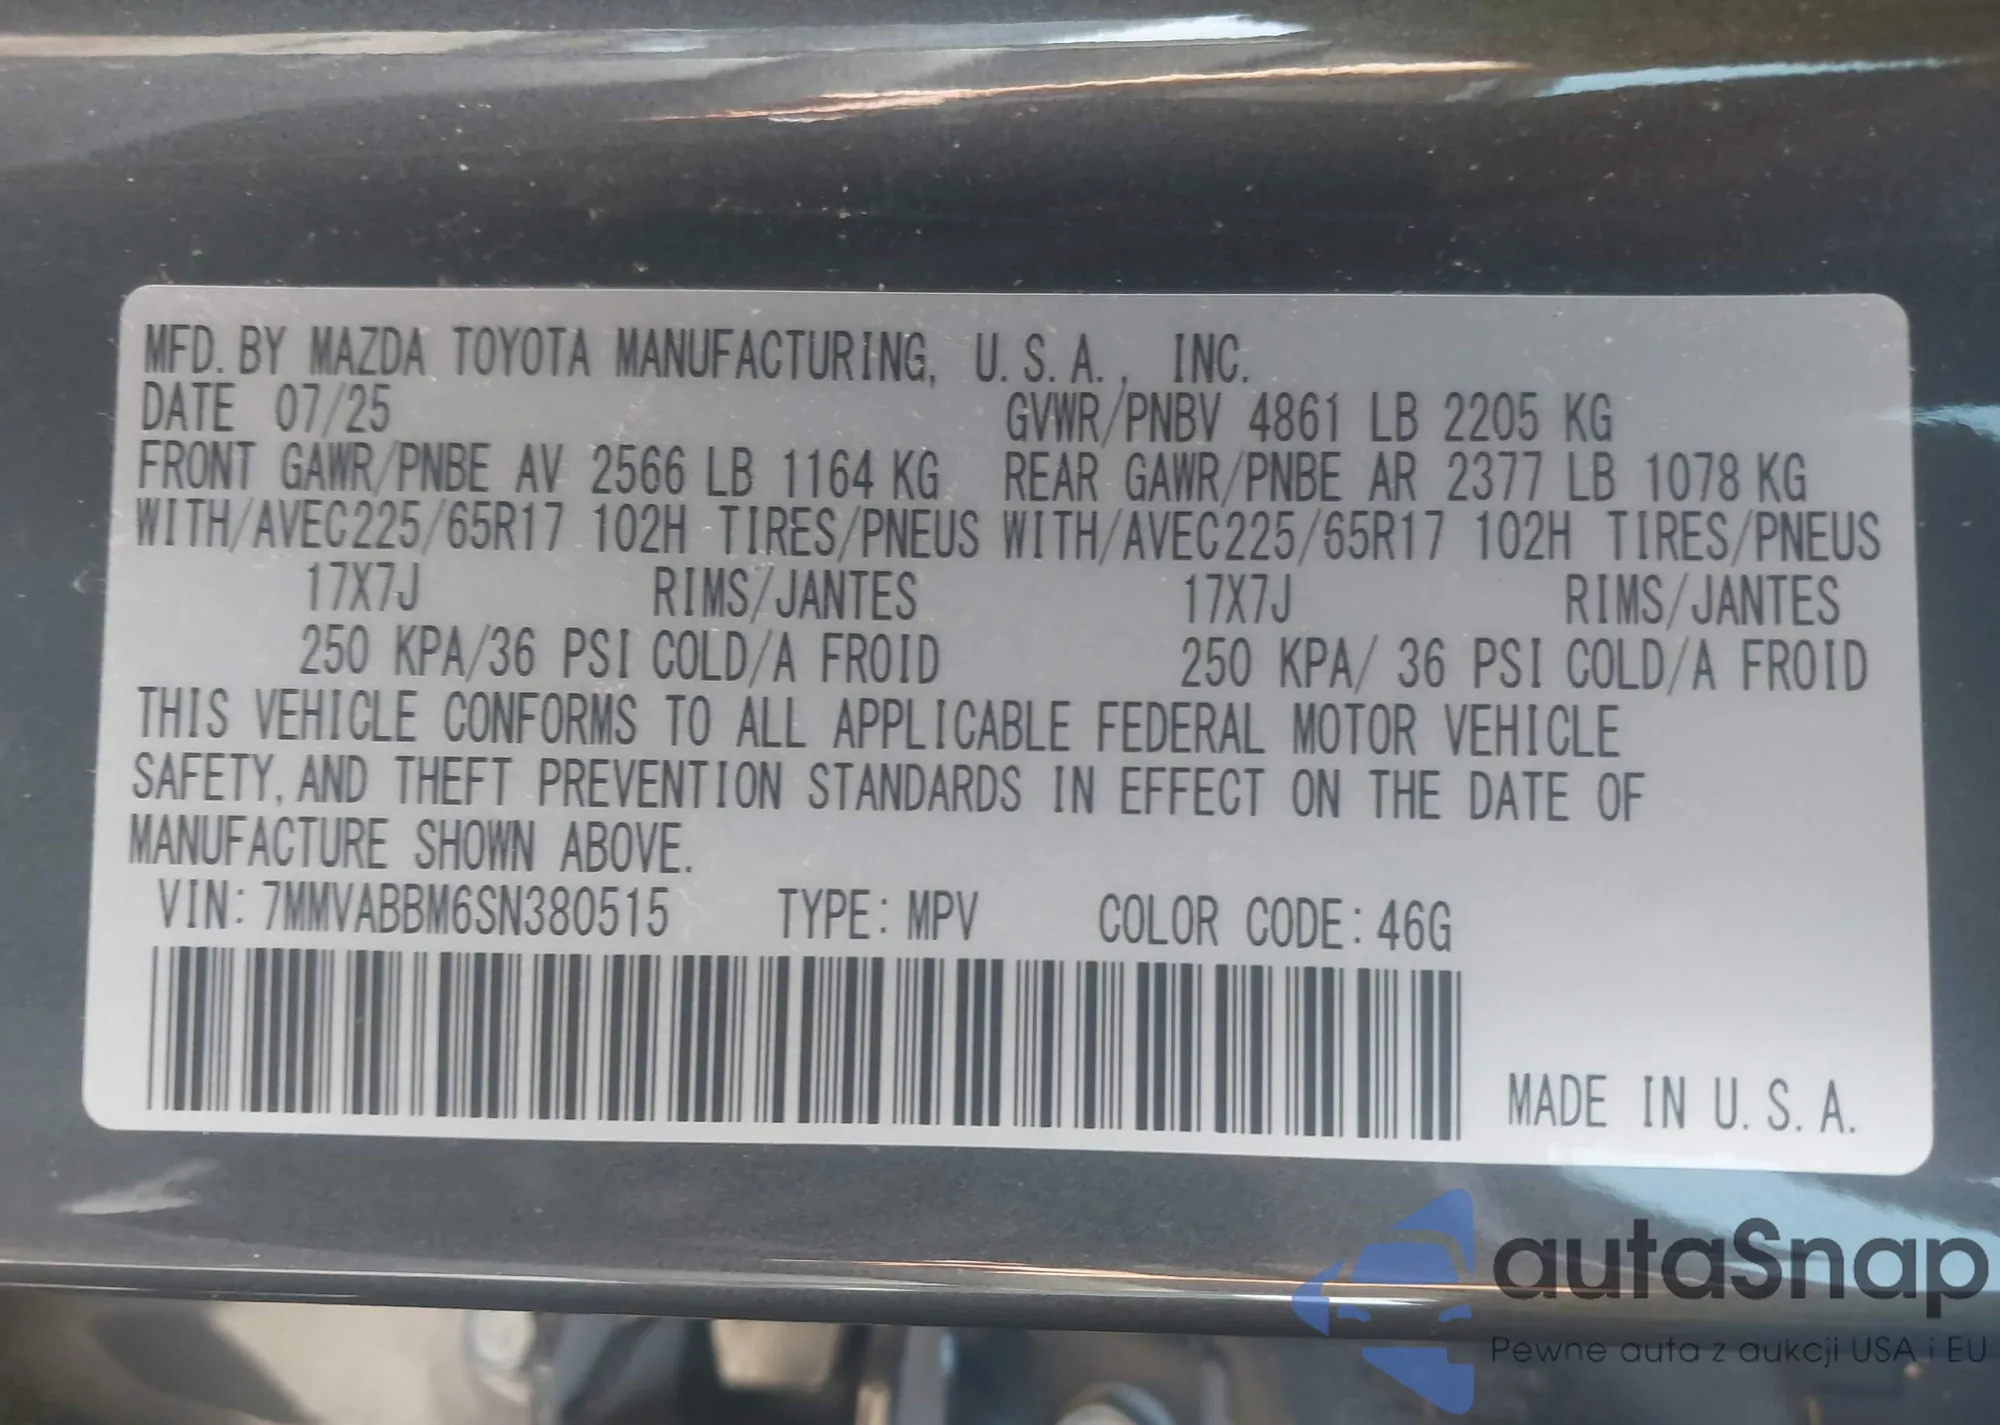 MFD. BY MAZDA TOYOTA MANUFACTURING, U.S.A., INC.
DATE 07/25 GVWR/PNBV 4861 LB 2205 KG
FRONT GAWR/PNBE AV 2566 LB 1164 KG REAR GAWR/PNBE AR 2377 LB 1078 KG
WITH/AVEC225/65R17 102H TIRES/PNEUS WITH/AVEC225/65R17 102H TIRES/PNEUS
17X7J RIMS/JANTES 17X7J RIMS/JANTES
250 KPA/36 PSI COLD/A FROID 250 KPA/ 36 PSI COLD/A FROID
THIS VEHICLE CONFORMS TO ALL APPLICABLE FEDERAL MOTOR VEHICLE
SAFETY, AND THEFT PREVENTION STANDARDS IN EFFECT ON THE DATE OF
MANUFACTURE SHOWN ABOVE.
VIN: 7MMVABBM6SN380515 TYPE: MPV COLOR CODE: 46G
MADE IN U.S.A.
autaSnap
Pewne auta z aukcji USA i EU